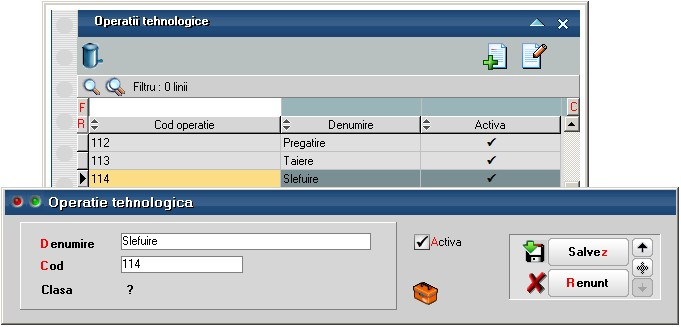 Operatii tehnologice
Filtru : 0 linii
F
C
R
Cod operatie Denumire Activa
112 Pregatire
113 Taiere
114 Slefuire
Operatie tehnologica
Denumire Slefuire
Activa
Cod 114
Clasa ?
Salvez
Renunt